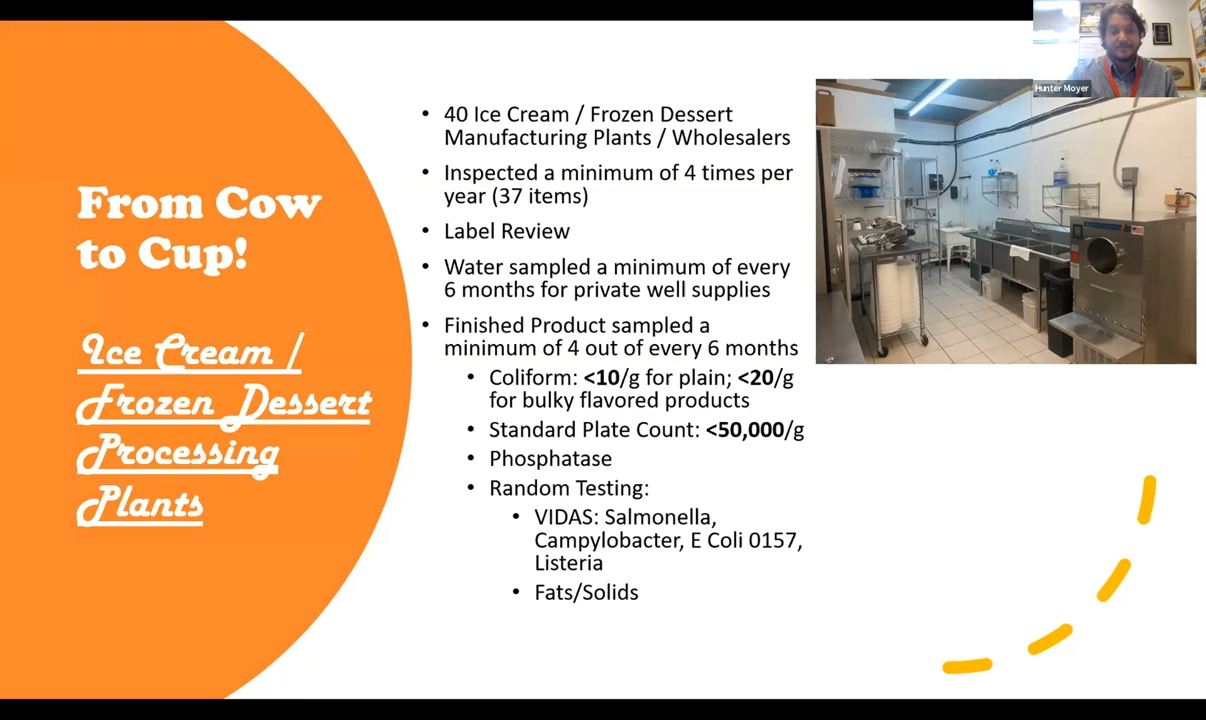 From Cow
to Cup!
Ice Cream /
Frozen Dessert
Processing
Plants
• 40 Ice Cream / Frozen Dessert
Manufacturing Plants / Wholesalers
• Inspected a minimum of 4 times per
year (37 items)
• Label Review
• Water sampled a minimum of every
6 months for private well supplies
• Finished Product sampled a
minimum of 4 out of every 6 months
• Coliform: <10/g for plain; <20/g
for bulky flavored products
• Standard Plate Count: <50,000/g
• Phosphatase
• Random Testing:
• VIDAS: Salmonella,
Campylobacter, E Coli 0157,
Listeria
• Fats/Solids
Hunter Moyer